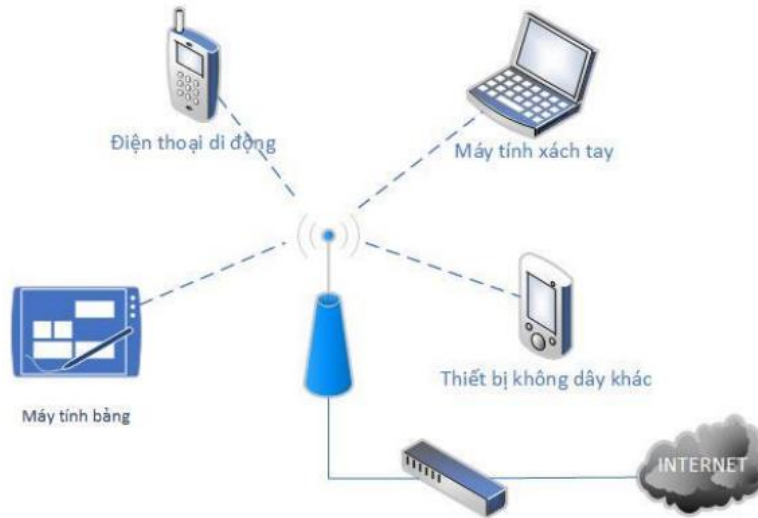 Điện thoại di động
Máy tính xách tay
Máy tính bảng
Thiết bị không dây khác
INTERNET